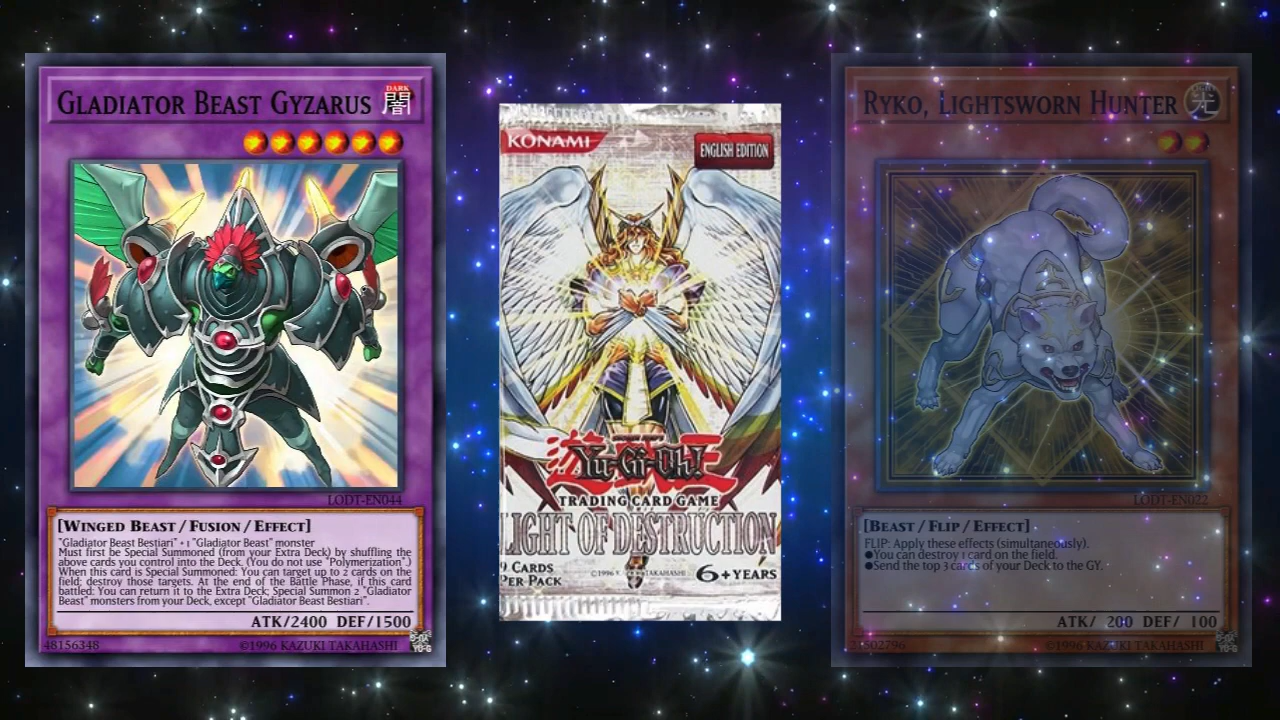 GLADIATOR BEAST GYZARUS
DARK
闇
LODT-EN044
[WINGED BEAST / FUSION / EFFECT]
"Gladiator Beast Bestiari" + 1 "Gladiator Beast" monster
Must first be Special Summoned (from your Extra Deck) by shuffling the
above cards you control into the Deck. (You do not use "Polymerization".)
When this card is Special Summoned: You can target up to 2 cards on the
field; destroy those targets. At the end of the Battle Phase, if this card
battled: You can return it to the Extra Deck; Special Summon 2 "Gladiator
Beast" monsters from your Deck, except "Gladiator Beast Bestiari".
ATK/2400 DEF/1500
48156348
©1996 KAZUKI TAKAHASHI
KONAMI
ENGLISH EDITION
遊 王
Yu-Gi-Oh!
TRADING CARD GAME
LIGHT OF DESTRUCTION
9 CARDS
PER PACK
©1996 TAKAHASHI
6+YEARS
RYKO, LIGHTSWORN HUNTER
光
LODT-EN022
[BEAST / FLIP / EFFECT]
FLIP: Apply these effects (simultaneously).
●You can destroy 1 card on the field.
●Send the top 3 cards of your Deck to the GY.
ATK/ 200 DEF/ 100
21502796
©1996 KAZUKI TAKAHASHI